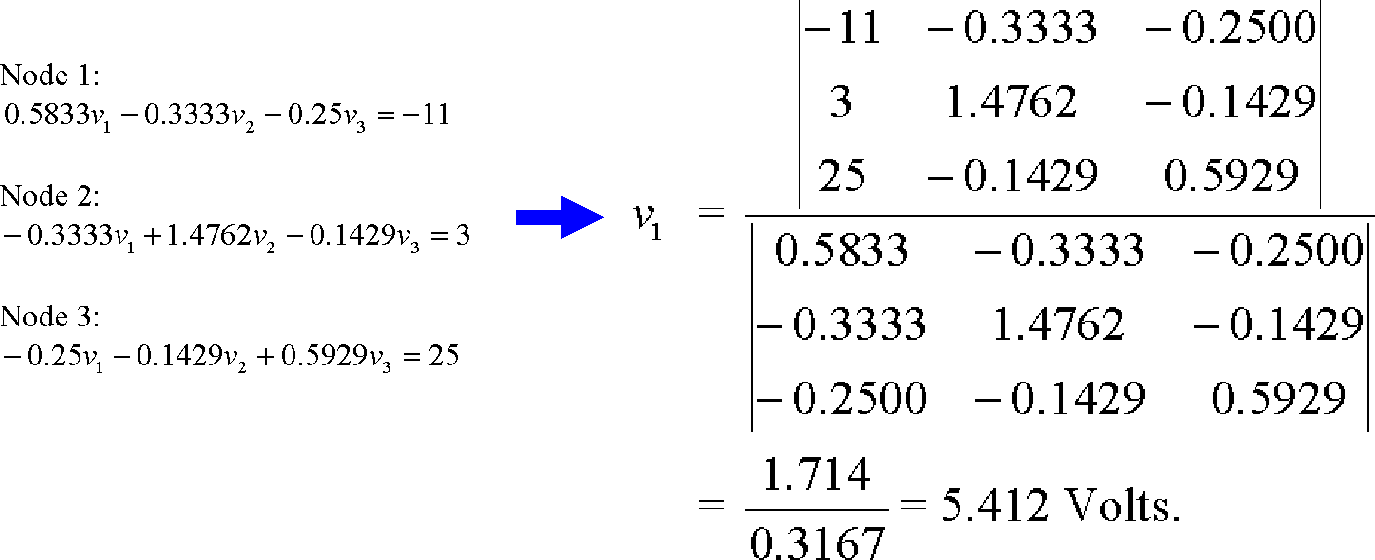 Node 1:
0.5833v₁ − 0.3333v₂ − 0.25v₃ = −11
Node 2:
−0.3333v₁ + 1.4762v₂ − 0.1429v₃ = 3
Node 3:
−0.25v₁ − 0.1429v₂ + 0.5929v₃ = 25
−11 −0.3333 −0.2500
3 1.4762 −0.1429
25 −0.1429 0.5929
v₁ =
0.5833 −0.3333 −0.2500
−0.3333 1.4762 −0.1429
−0.2500 −0.1429 0.5929
= 1.714
0.3167
= 5.412 Volts.